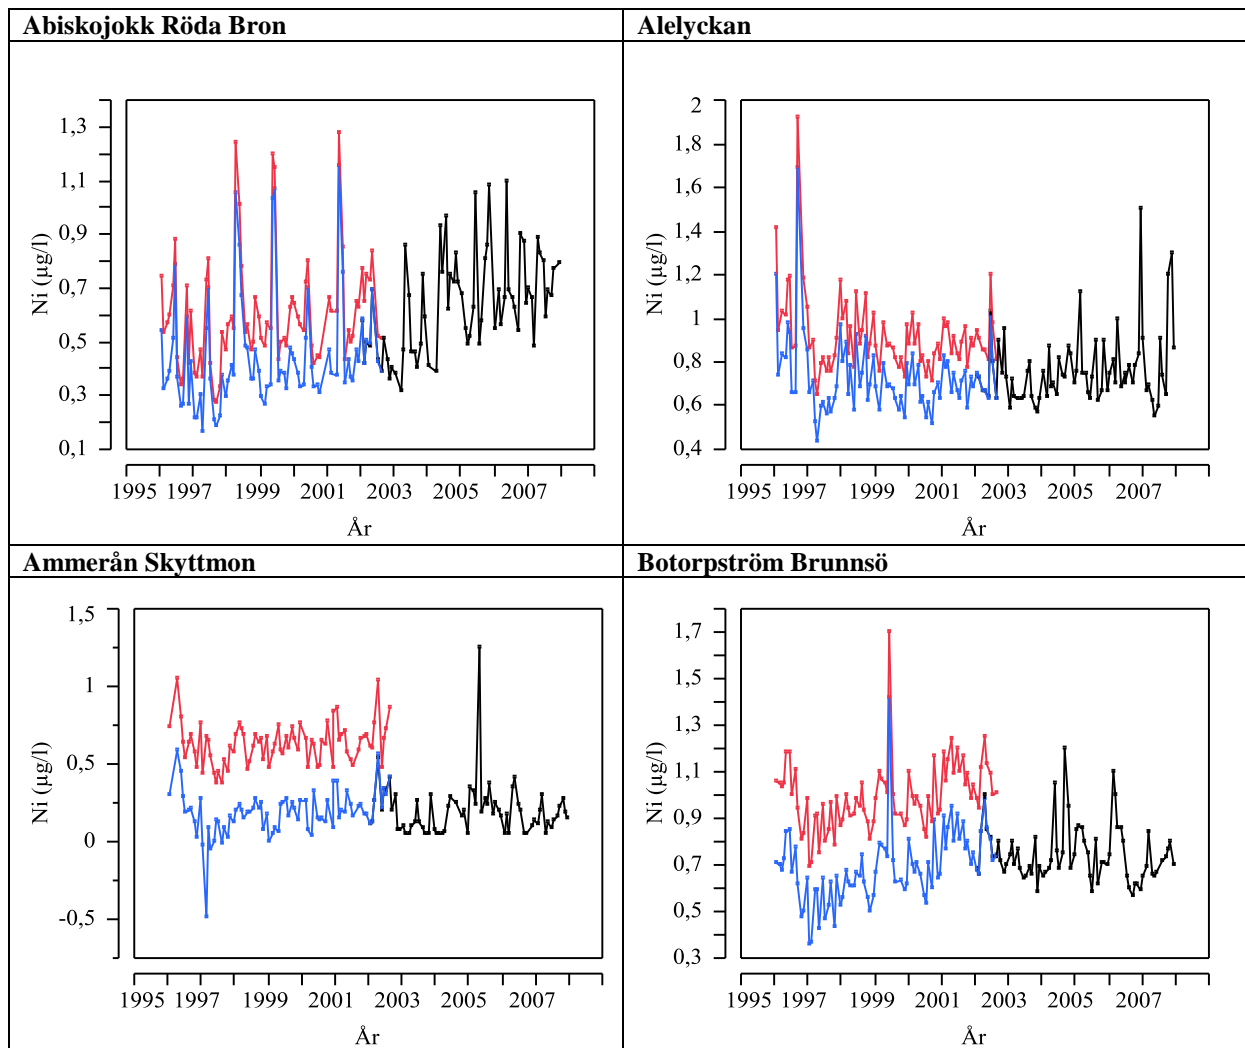 Abiskojokk Röda Bron
Alelyckan
Ni (µg/l)
1,3
1,1
0,9
0,7
0,5
0,3
0,1
1995 1997 1999 2001 2003 2005 2007
År
Ni (µg/l)
2
1,8
1,6
1,4
1,2
1
0,8
0,6
0,4
1995 1997 1999 2001 2003 2005 2007
År
Ammerån Skyttmon
Botorpström Brunnsö
Ni (µg/l)
1,5
1
0,5
0
-0,5
1995 1997 1999 2001 2003 2005 2007
År
Ni (µg/l)
1,7
1,5
1,3
1,1
0,9
0,7
0,5
0,3
1995 1997 1999 2001 2003 2005 2007
År